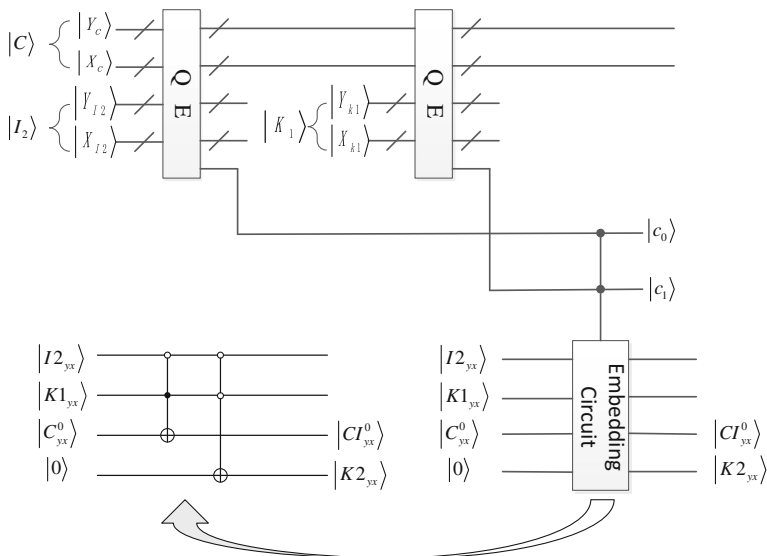 |C⟩ |Y_c⟩
|X_c⟩
|I_2⟩ |Y_{I2}⟩
|X_{I2}⟩
Q E
|K_1⟩ |Y_{k1}⟩
|X_{k1}⟩
Q E
|c_0⟩
|c_1⟩
|I2_{yx}⟩
|K1_{yx}⟩
|C^0_{yx}⟩ |CI^0_{yx}⟩
|0⟩ |K2_{yx}⟩
|I2_{yx}⟩
|K1_{yx}⟩
|C^0_{yx}⟩ |CI^0_{yx}⟩
|0⟩ |K2_{yx}⟩
Embedding
Circuit